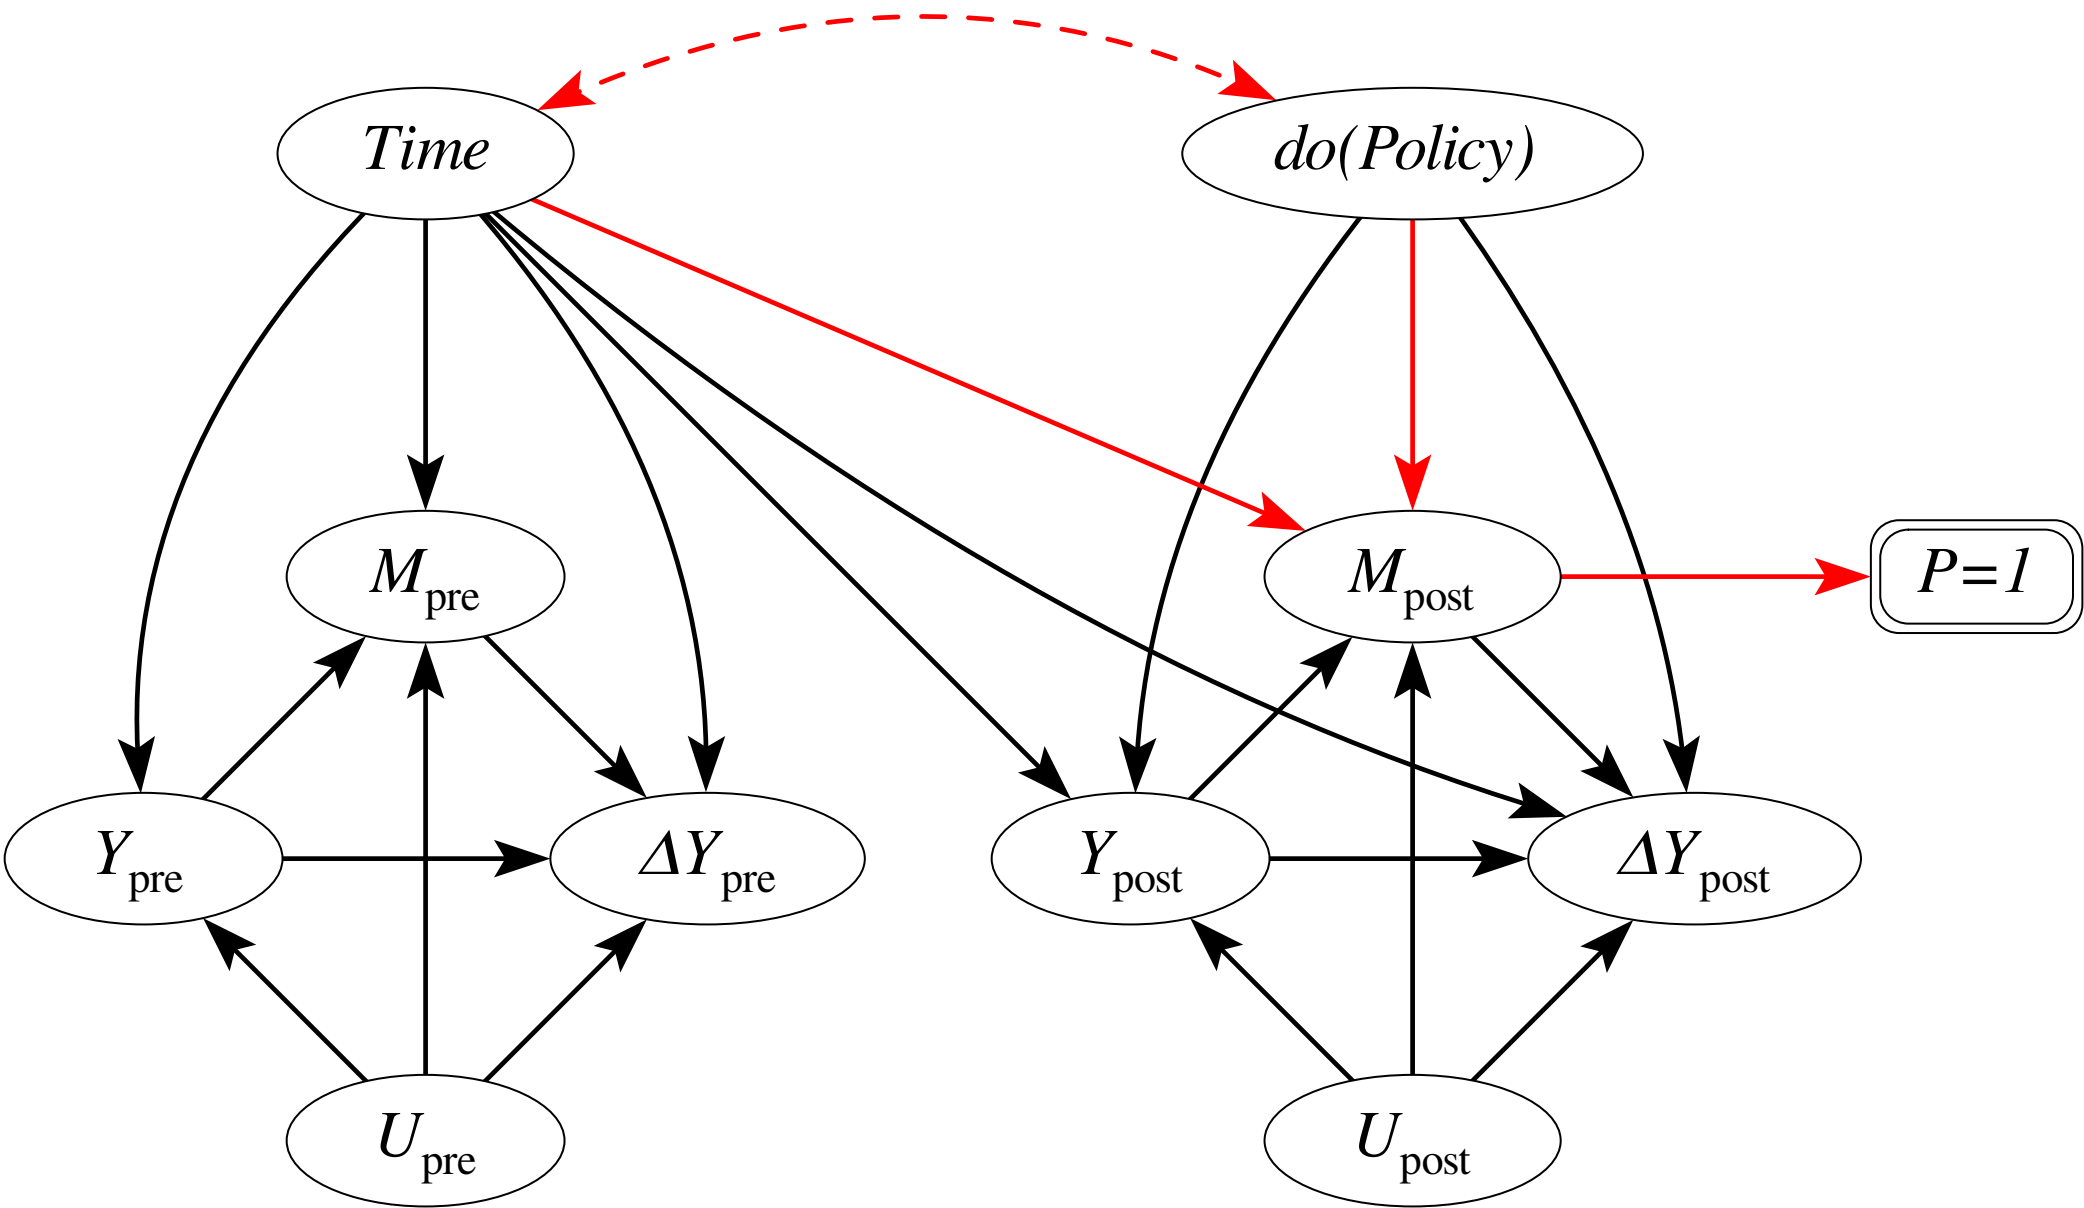 Time
do(Policy)
M_pre
M_post
P=1
Y_pre
ΔY_pre
Y_post
ΔY_post
U_pre
U_post